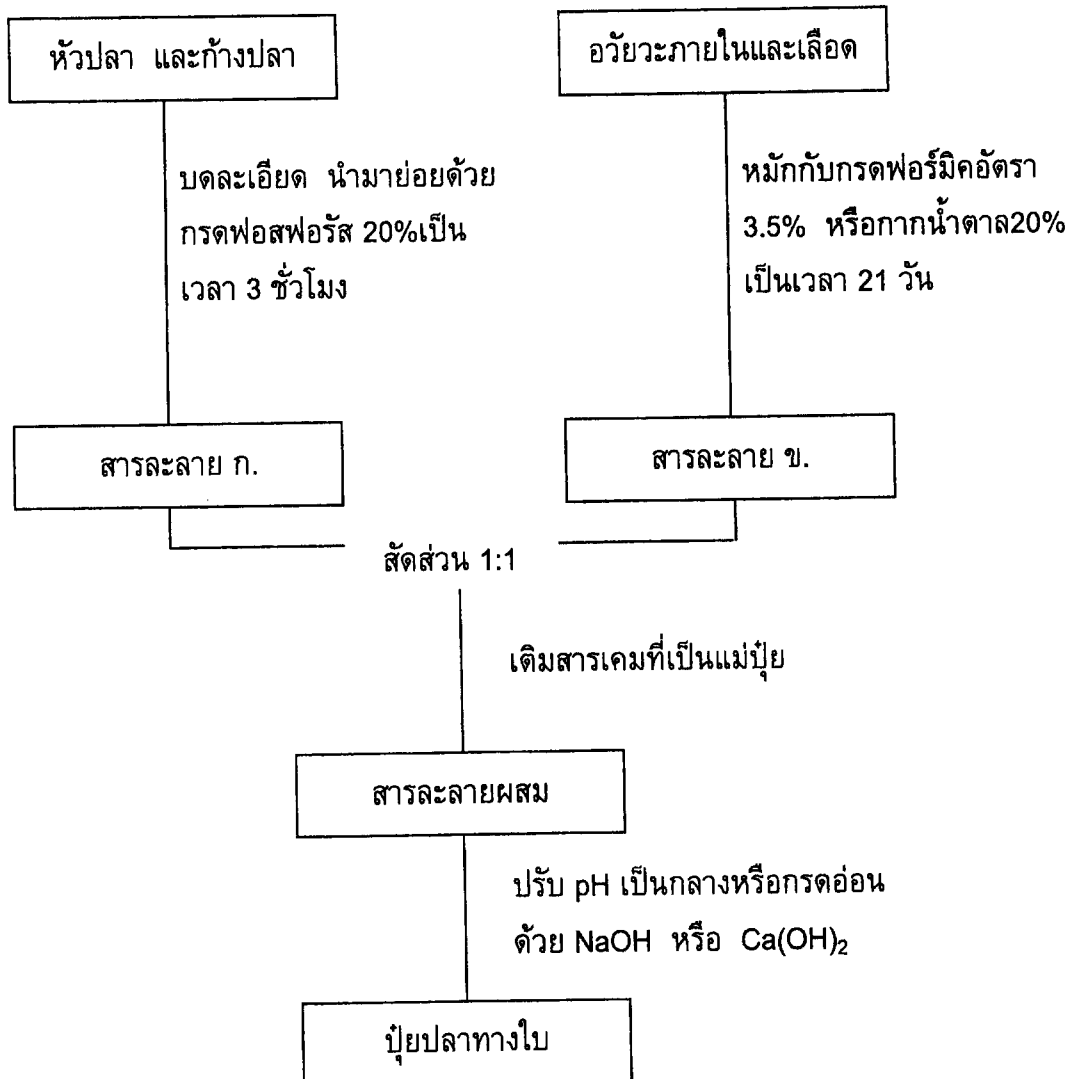 หัวปลา และก้างปลา
อวัยวะภายในและเลือด
บดละเอียด นำมาย่อยด้วย
กรดฟอสฟอรัส 20%เป็น
เวลา 3 ชั่วโมง
หมักกับกรดฟอร์มิคอัตรา
3.5% หรือกากน้ำตาล20%
เป็นเวลา 21 วัน
สารละลาย ก.
สารละลาย ข.
สัดส่วน 1:1
เติมสารเคมที่เป็นแม่ปุ๋ย
สารละลายผสม
ปรับ pH เป็นกลางหรือกรดอ่อน
ด้วย NaOH หรือ Ca(OH)₂
ปุ๋ยปลาทางใบ